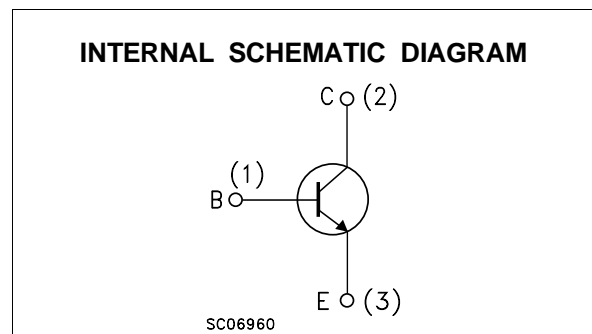 INTERNAL SCHEMATIC DIAGRAM
C (2)
(1)
B
E (3)
SC06960